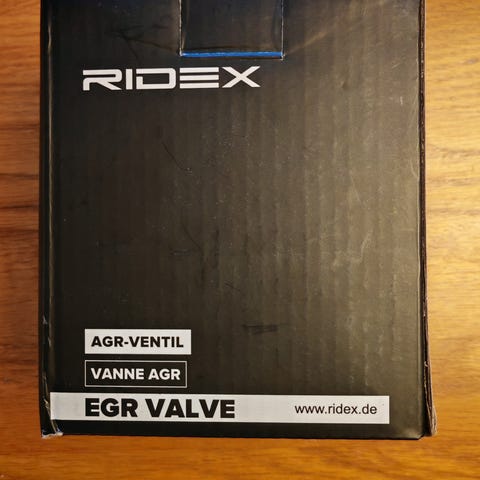 RIDEX
AGR-VENTIL
VANNE AGR
EGR VALVE www.ridex.de